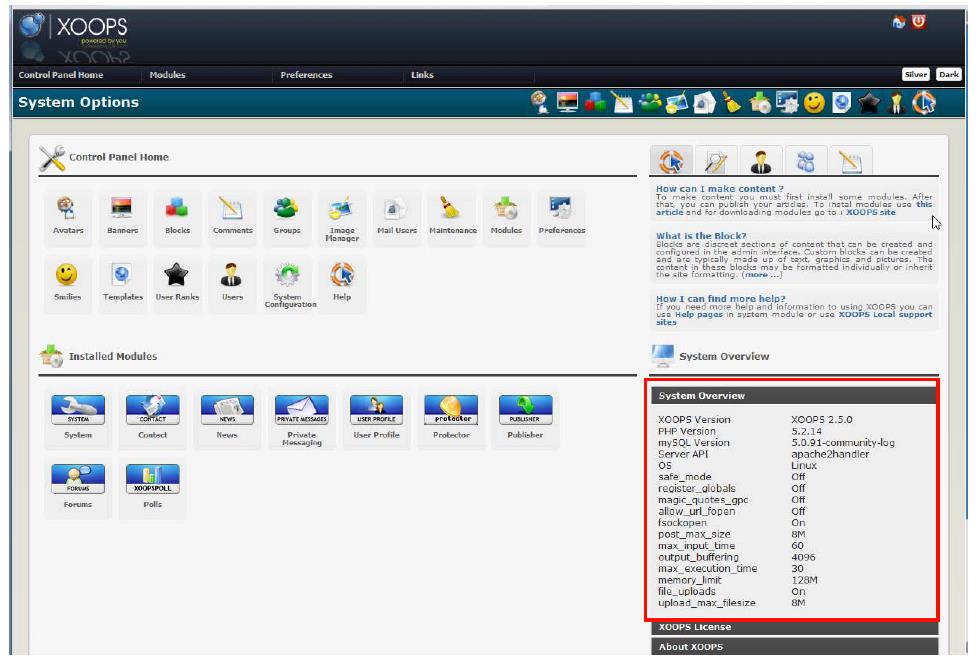 XOOPS
powered by you
Control Panel Home
Modules
Preferences
Links
Silver
Dark
System Options
Control Panel Home
Avatars
Banners
Blocks
Comments
Groups
Image
Manager
Mail Users
Maintenance
Modules
Preferences
Smilies
Templates
User Ranks
Users
System
Configuration
Help
Installed Modules
SYSTEM
System
CONTACT
Contact
NEWS
News
PRIVATE MESSAGES
Private
Messaging
USER PROFILE
User Profile
protector
Protector
PUBLISHER
Publisher
FORUMS
Forums
XOOPSPOLL
Polls
How can I make content ?
To make content you must first install some modules. After
that, you can publish your articles. To instal modules use this
article and for downloading modules go to : XOOPS site
What is the Block?
Blocks are discreet sections of content that can be created and
configured in the admin interface. Custom blocks can be created
and are typically made up of text, graphics and pictures. The
content in these blocks may be formatted individually or inherit
the site formatting. (more ...)
How I can find more help?
If you need more help and information to using XOOPS you can
use Help pages in system module or use XOOPS Local support
sites
System Overview
System Overview
XOOPS Version XOOPS 2.5.0
PHP Version 5.2.14
mySQL Version 5.0.91-community-log
Server API apache2handler
OS Linux
safe_mode Off
register_globals Off
magic_quotes_gpc Off
allow_url_fopen Off
fsockopen On
post_max_size 8M
max_input_time 60
output_buffering 4096
max_execution_time 30
memory_limit 128M
file_uploads On
upload_max_filesize 8M
XOOPS License
About XOOPS